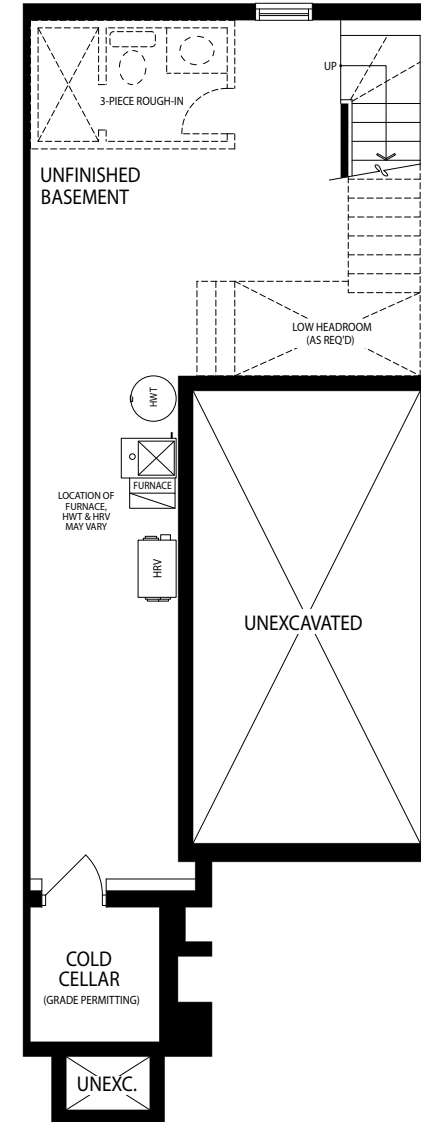 3-PIECE ROUGH-IN
UP
UNFINISHED
BASEMENT
LOW HEADROOM
(AS REQ'D)
HWT
FURNACE
LOCATION OF
FURNACE,
HWT & HRV
MAY VARY
HRV
UNEXCAVATED
COLD
CELLAR
(GRADE PERMITTING)
UNEXC.